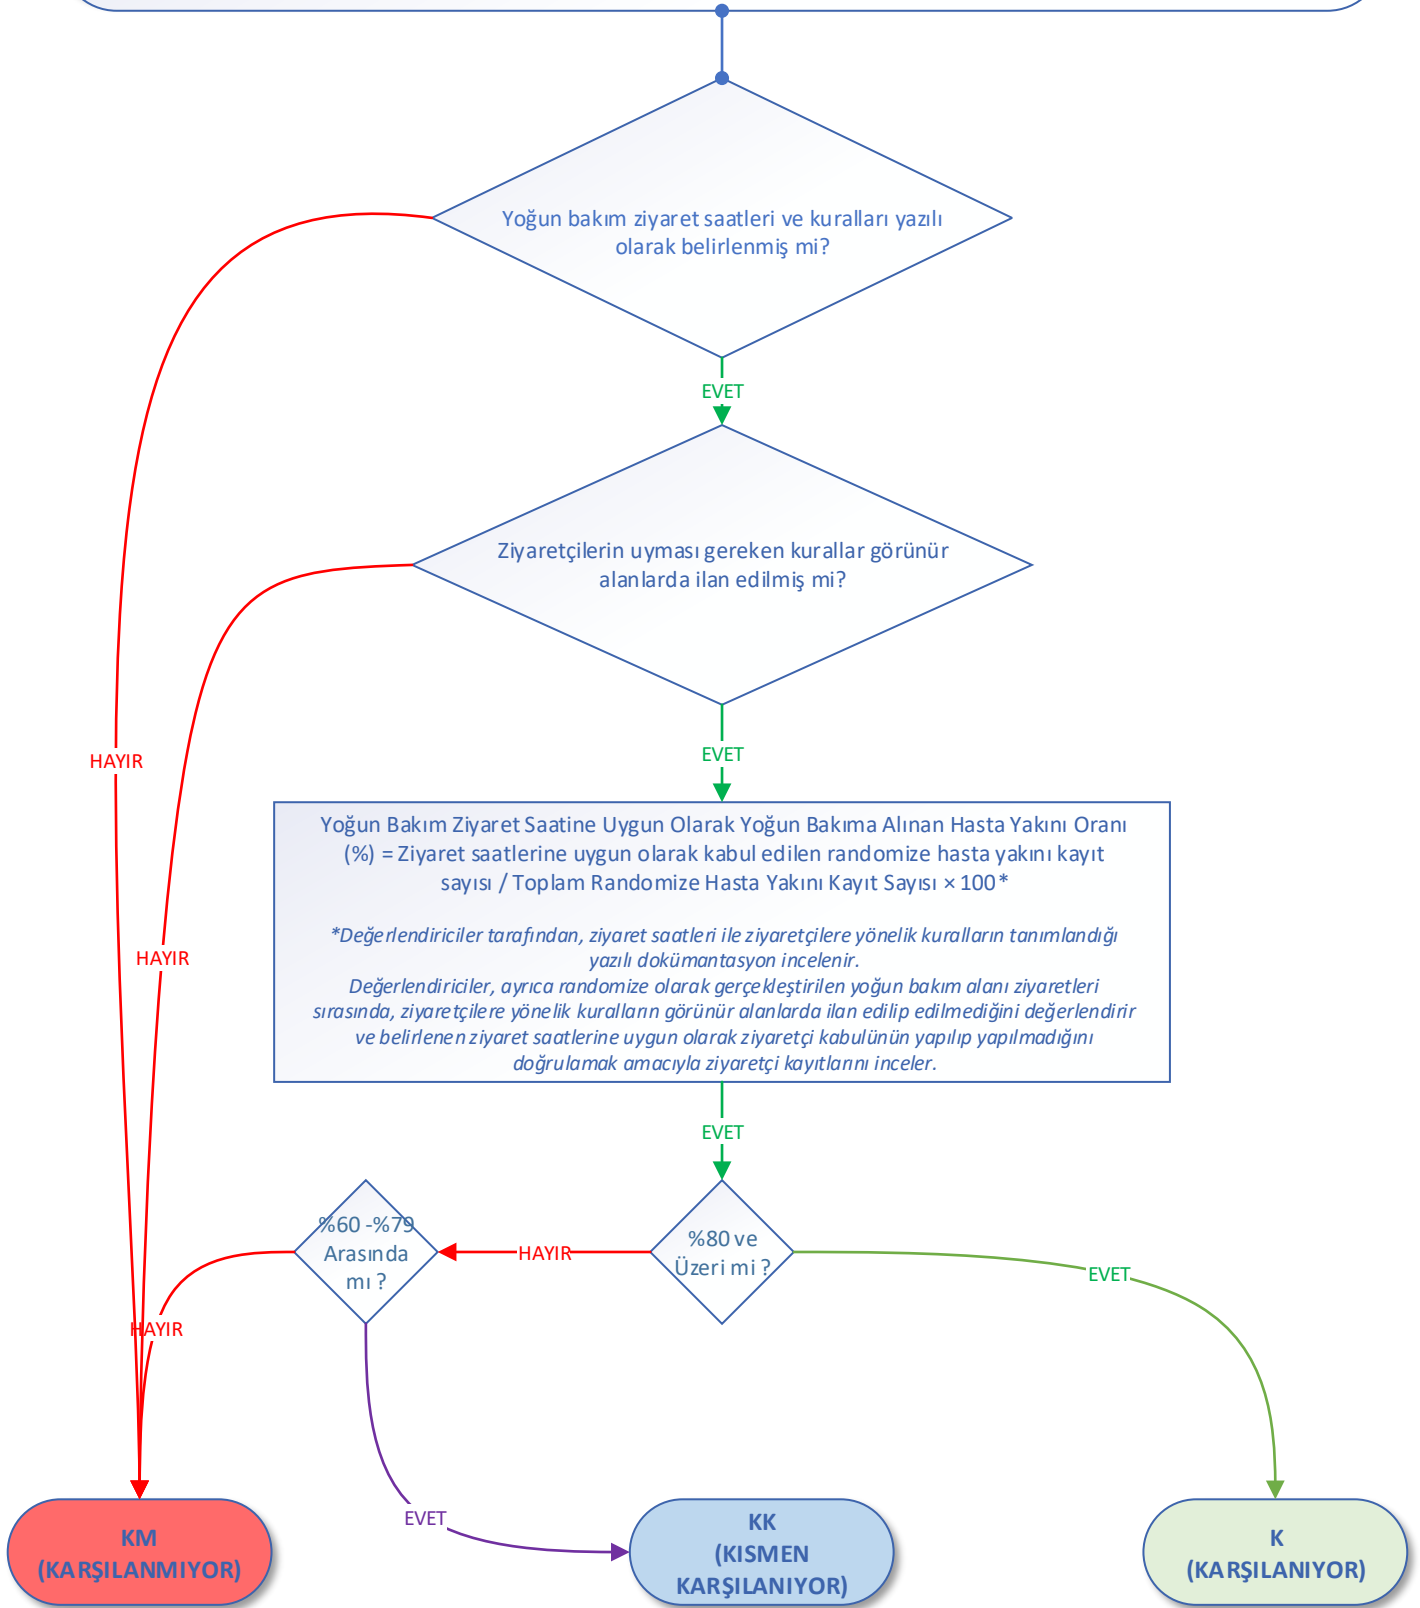 Yoğun bakım ziyaret saatleri ve kuralları yazılı
olarak belirlenmiş mi?
EVET
Ziyaretçilerin uyması gereken kurallar görünür
alanlarda ilan edilmiş mi?
EVET
HAYIR
Yoğun Bakım Ziyaret Saatine Uygun Olarak Yoğun Bakıma Alınan Hasta Yakını Oranı
(%) = Ziyaret saatlerine uygun olarak kabul edilen randomize hasta yakını kayıt
sayısı / Toplam Randomize Hasta Yakını Kayıt Sayısı × 100*
*Değerlendiriciler tarafından, ziyaret saatleri ile ziyaretçilere yönelik kuralların tanımlandığı
yazılı dokümantasyon incelenir.
Değerlendiriciler, ayrıca randomize olarak gerçekleştirilen yoğun bakım alanı ziyaretleri
sırasında, ziyaretçilere yönelik kuralların görünür alanlarda ilan edilip edilmediğini değerlendirir
ve belirlenen ziyaret saatlerine uygun olarak ziyaretçi kabulünün yapılıp yapılmadığını
doğrulamak amacıyla ziyaretçi kayıtlarını inceler.
HAYIR
EVET
%60 -%79
Arasında
mı ?
HAYIR
%80 ve
Üzeri mi ?
EVET
HAYIR
EVET
KM
(KARŞILANMIYOR)
KK
(KISMEN
KARŞILANIYOR)
K
(KARŞILANIYOR)